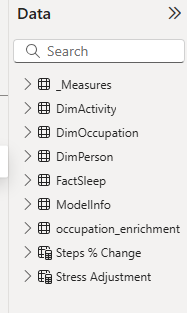 Data
Search
_Measures
DimActivity
DimOccupation
DimPerson
FactSleep
ModelInfo
occupation_enrichment
Steps % Change
Stress Adjustment